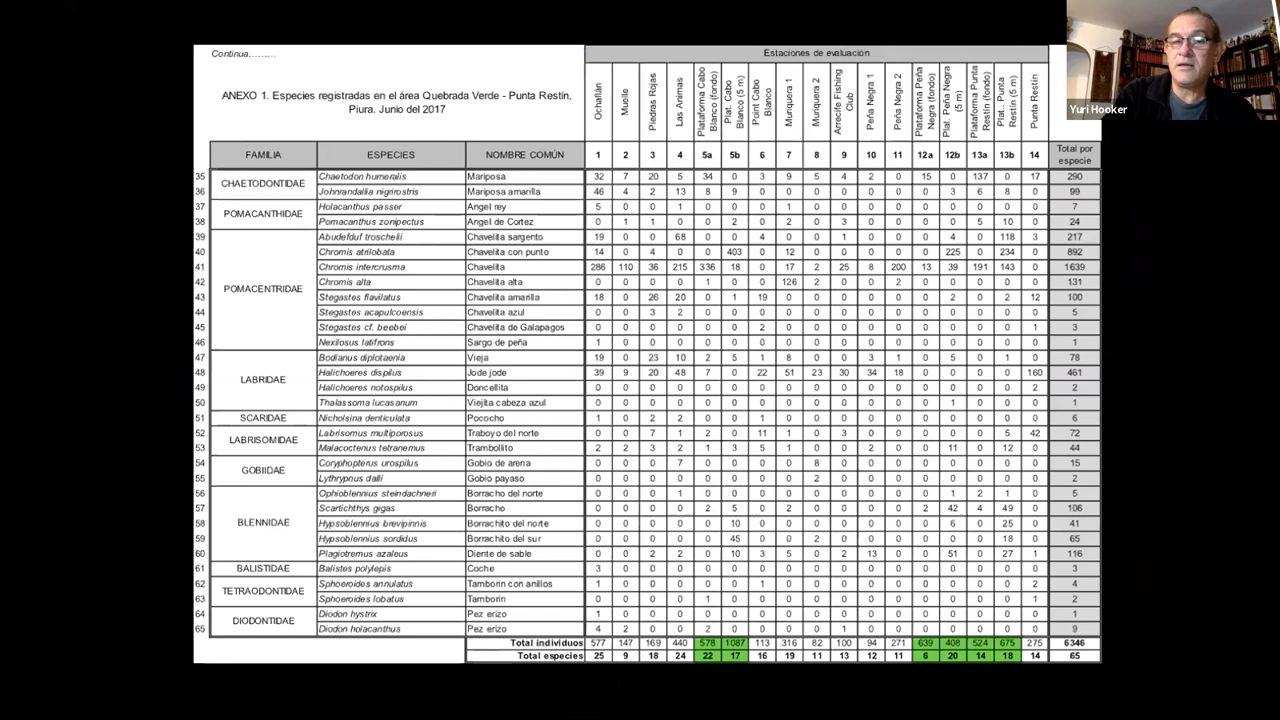 Continua..........
Estaciones de evaluación
ANEXO 1. Especies registradas en el área Quebrada Verde - Punta Restín,
Piura. Junio del 2017
Ochaflán Muelle Piedras Rojas Las Animas Plataforma Cabo Blanco (fondo) Plat. Cabo Blanco (5 m) Point Cabo Blanco Muriquera 1 Muriquera 2 Arrecife Fishing Club Peña Negra 1 Peña Negra 2 Plataforma Peña Negra (fondo) Plat. Peña Negra (5 m) Plataforma Punta Restín (fondo) Plat.. Punta Restín (5 m) Punta Restín
FAMILIA ESPECIES NOMBRE COMÚN 1 2 3 4 5a 5b 6 7 8 9 10 11 12a 12b 13a 13b 14 Total por especie
35 CHAETODONTIDAE Chaetodon humeralis Mariposa 32 7 20 5 34 0 3 9 5 4 2 0 15 0 137 0 17 290
36 Johnrandallia nigrirostris Mariposa amarilla 46 4 2 13 8 9 0 0 0 0 0 0 0 3 6 8 0 99
37 POMACANTHIDAE Holacanthus passer Angel rey 5 0 0 1 0 0 0 1 0 0 0 0 0 0 0 0 0 7
38 Pomacanthus zonipectus Angel de Cortez 0 1 1 0 0 2 0 2 0 3 0 0 0 0 5 10 0 24
39 POMACENTRIDAE Abudefduf troschelii Chavelita sargento 19 0 0 68 0 0 4 0 0 1 0 0 0 4 0 118 3 217
40 Chromis atrilobata Chavelita con punto 14 0 4 0 0 403 0 12 0 0 0 0 0 225 0 234 0 892
41 Chromis intercrusma Chavelita 286 110 36 215 336 18 0 17 2 25 8 200 13 39 191 143 0 1639
42 Chromis alta Chavelita alta 0 0 0 0 1 0 0 126 2 0 0 2 0 0 0 0 0 131
43 Stegastes flavilatus Chavelita amarilla 18 0 26 20 0 1 19 0 0 0 0 0 0 2 0 2 12 100
44 Stegastes acapulcoensis Chavelita azul 0 0 3 2 0 0 0 0 0 0 0 0 0 0 0 0 0 5
45 Stegastes cf. beebei Chavelita de Galapagos 0 0 0 0 0 0 2 0 0 0 0 0 0 0 0 0 1 3
46 Nexilosus latifrons Sargo de peña 1 0 0 0 0 0 0 0 0 0 0 0 0 0 0 0 0 1
47 LABRIDAE Bodianus diplotaenia Vieja 19 0 23 10 2 5 1 8 0 0 3 1 0 5 0 1 0 78
48 Halichoeres dispilus Jode jode 39 9 20 48 7 0 22 51 23 30 34 18 0 0 0 0 160 461
49 Halichoeres notospilus Doncellita 0 0 0 0 0 0 0 0 0 0 0 0 0 0 0 0 2 2
50 Thalassoma lucasanum Viejita cabeza azul 0 0 0 0 0 0 0 0 0 0 0 0 0 1 0 0 0 1
51 SCARIDAE Nicholsina denticulata Pococho 1 0 2 2 0 0 1 0 0 0 0 0 0 0 0 0 0 6
52 LABRISOMIDAE Labrisomus multiporosus Traboyo del norte 0 0 7 1 2 0 11 1 0 3 0 0 0 0 0 5 42 72
53 Malacoctenus tetranemus Trambollito 2 2 3 2 1 3 5 1 0 0 2 0 0 11 0 12 0 44
54 GOBIIDAE Coryphopterus urospilus Gobio de arena 0 0 0 7 0 0 0 0 8 0 0 0 0 0 0 0 0 15
55 Lythrypnus dalli Gobio payaso 0 0 0 0 0 0 0 0 2 0 0 0 0 0 0 0 0 2
56 BLENNIDAE Ophioblennius steindachneri Borracho del norte 0 0 0 1 0 0 0 0 0 0 0 0 0 1 2 1 0 5
57 Scartichthys gigas Borracho 0 0 0 0 2 5 0 2 0 0 0 0 2 42 4 49 0 106
58 Hypsoblennius brevipinnis Borrachito del norte 0 0 0 0 0 10 0 0 0 0 0 0 0 6 0 25 0 41
59 Hypsoblennius sordidus Borrachito del sur 0 0 0 0 0 45 0 0 2 0 0 0 0 0 0 18 0 65
60 Plagiotremus azaleus Diente de sable 0 0 2 2 0 10 3 5 0 2 13 0 0 51 0 27 1 116
61 BALISTIDAE Balistes polylepis Coche 3 0 0 0 0 0 0 0 0 0 0 0 0 0 0 0 0 3
62 TETRAODONTIDAE Sphoeroides annulatus Tamborin con anillos 1 0 0 0 0 0 1 0 0 0 0 0 0 0 0 0 2 4
63 Sphoeroides lobatus Tamborin 0 0 0 0 1 0 0 0 0 0 0 0 0 0 0 0 1 2
64 DIODONTIDAE Diodon hystrix Pez erizo 1 0 0 0 0 0 0 0 0 0 0 0 0 0 0 0 0 1
65 Diodon holacanthus Pez erizo 4 2 0 0 2 0 0 0 0 1 0 0 0 0 0 0 0 9
Total individuos 577 147 169 440 578 1087 113 316 82 100 94 271 639 408 524 675 275 6346
Total especies 25 9 18 24 22 17 16 19 11 13 12 11 6 20 14 18 14 65
Yuri Hooker